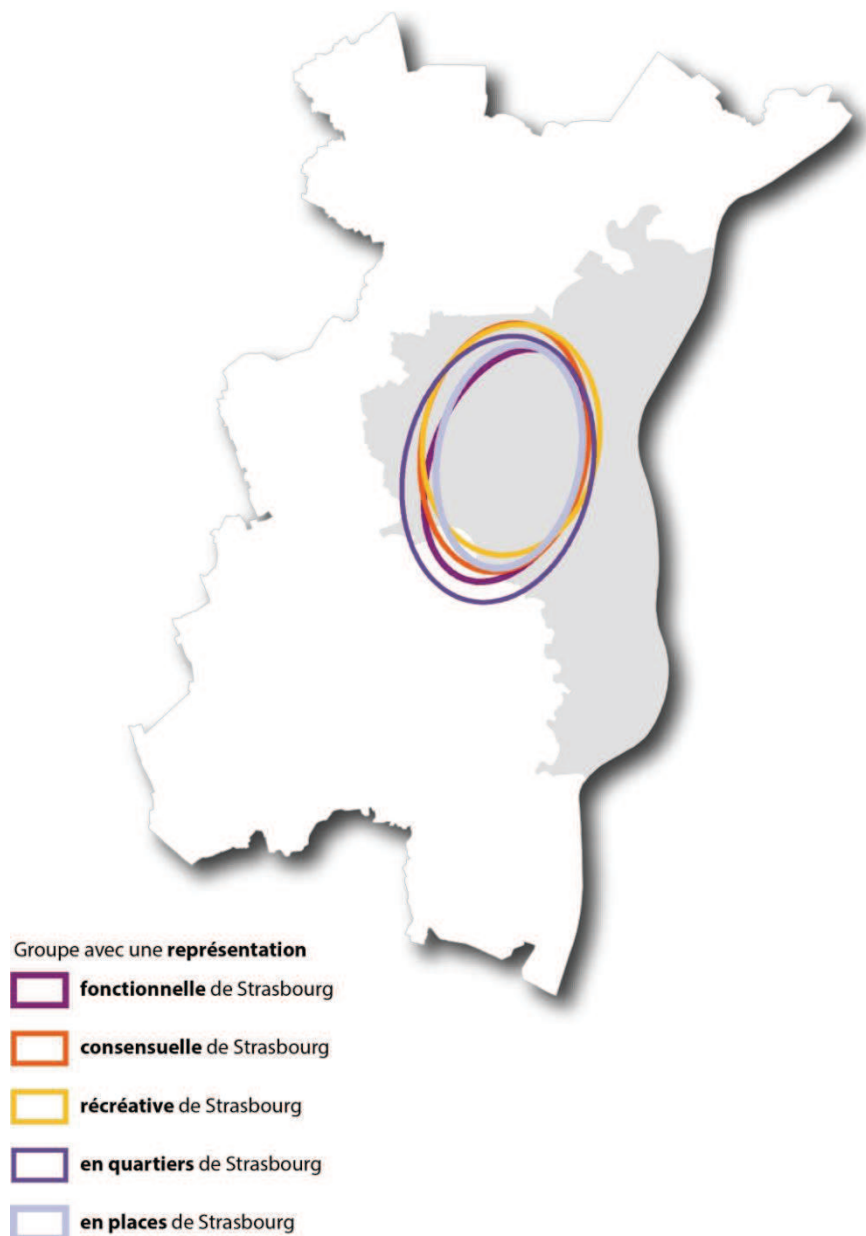 Groupe avec une représentation
fonctionnelle de Strasbourg
consensuelle de Strasbourg
récréative de Strasbourg
en quartiers de Strasbourg
en places de Strasbourg